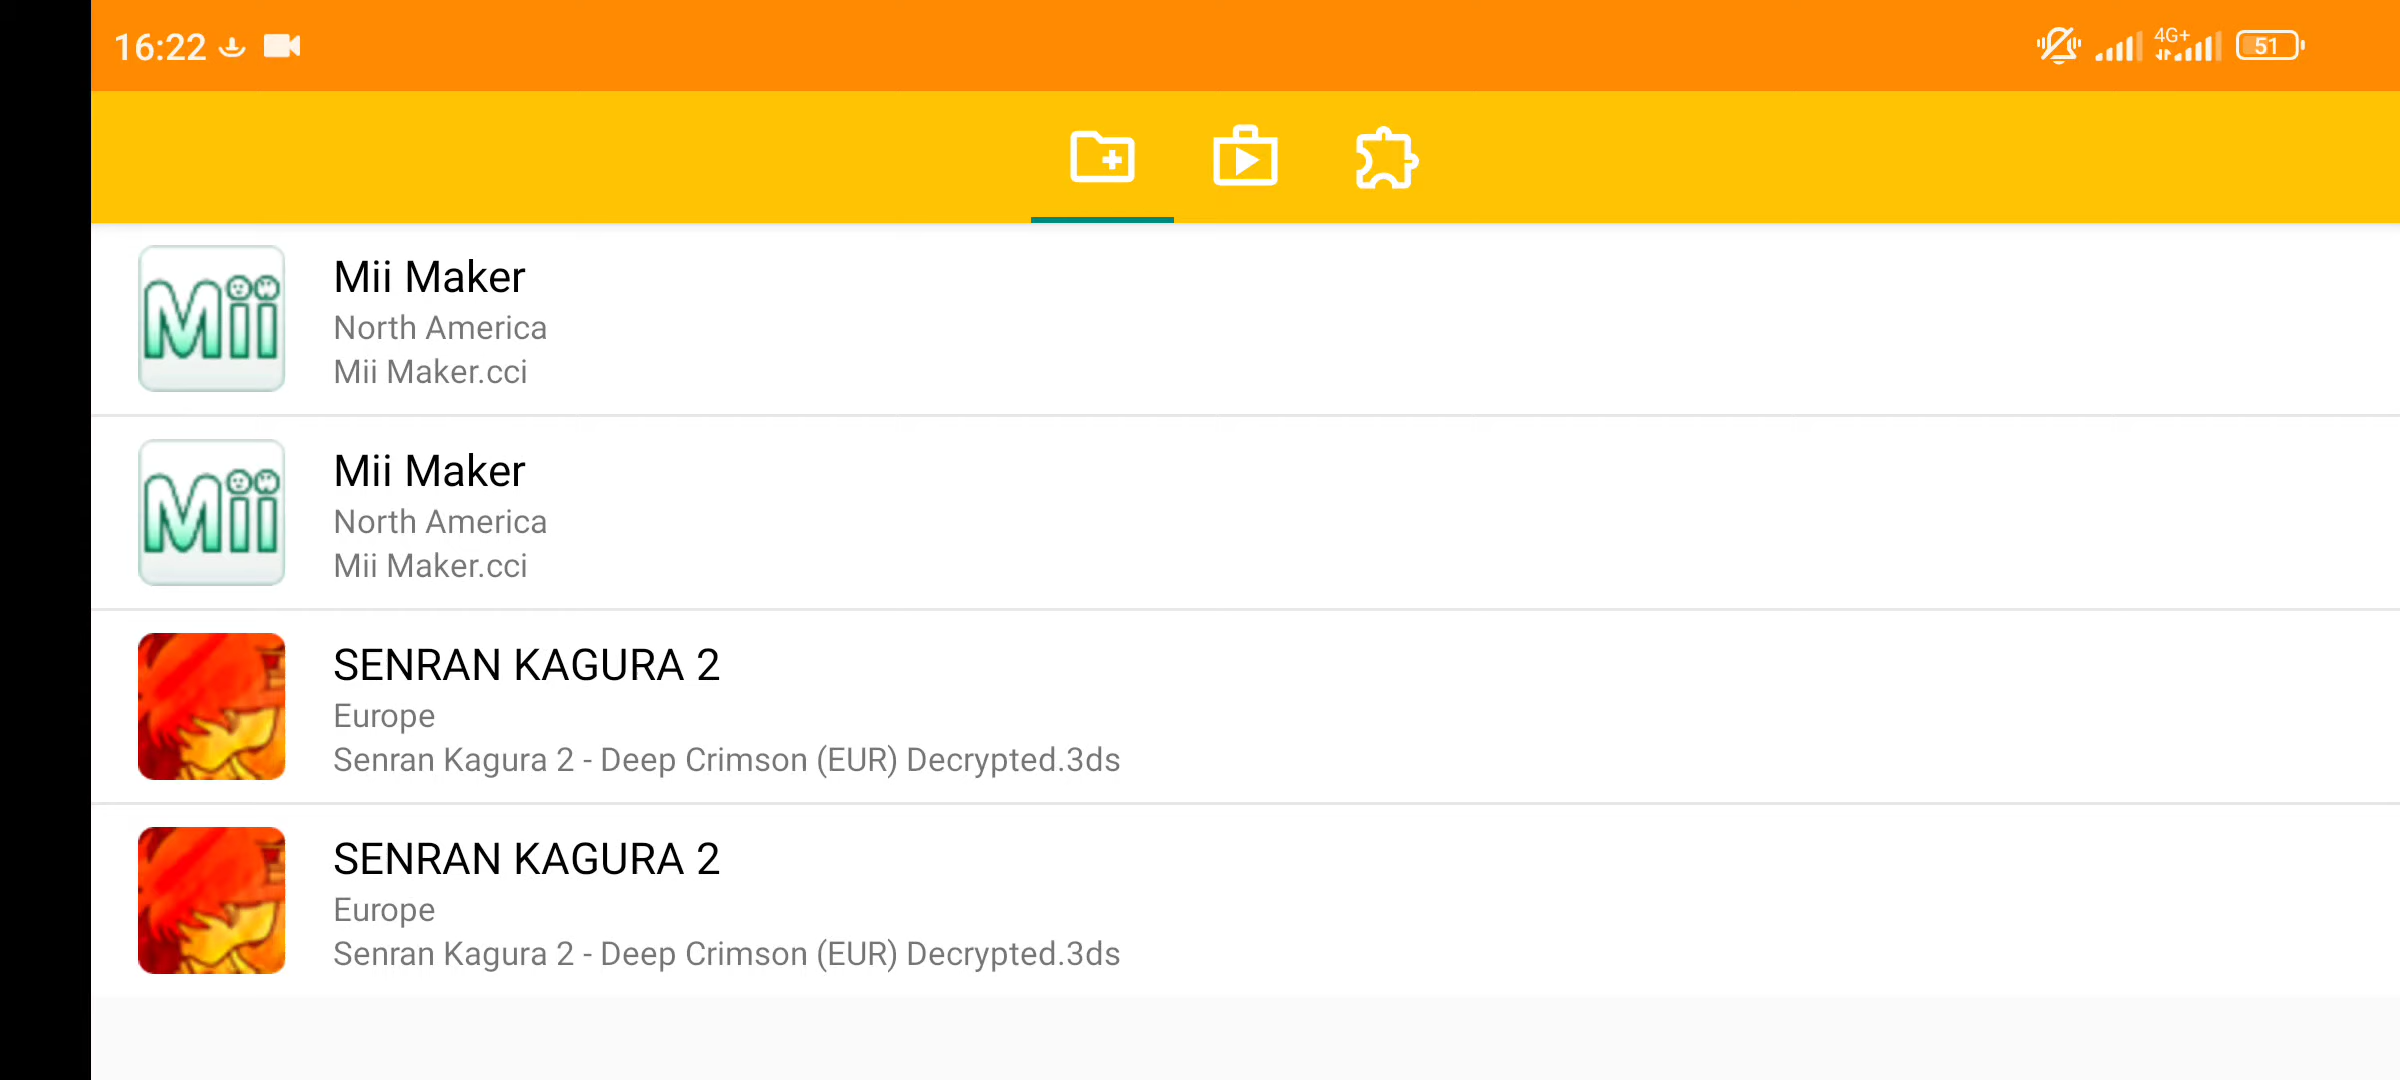 16:22
4G+
51
Mii
Mii Maker
North America
Mii Maker.cci
Mii
Mii Maker
North America
Mii Maker.cci
SENRAN KAGURA 2
Europe
Senran Kagura 2 - Deep Crimson (EUR) Decrypted.3ds
SENRAN KAGURA 2
Europe
Senran Kagura 2 - Deep Crimson (EUR) Decrypted.3ds